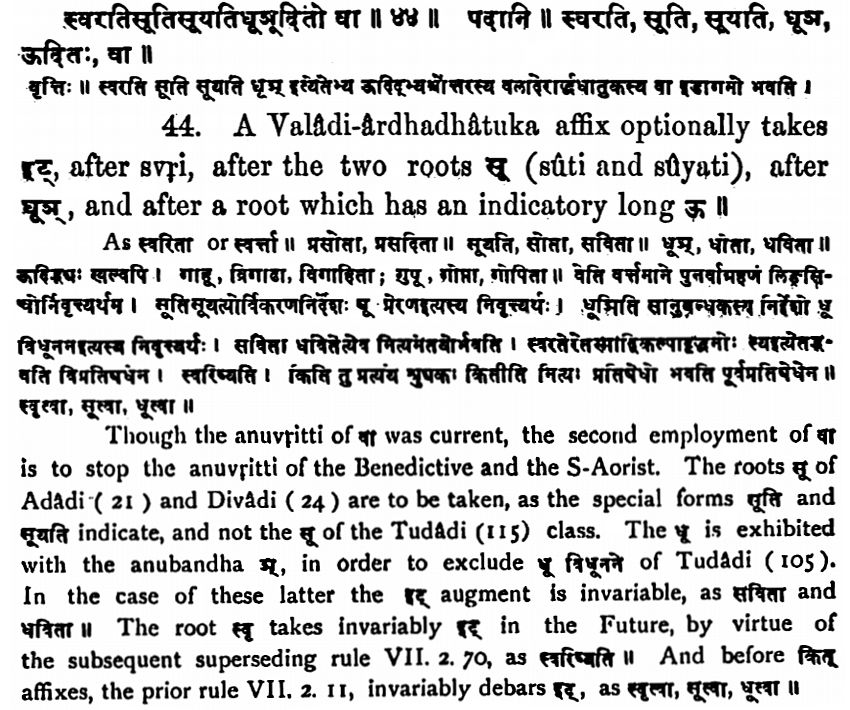 स्वरतिसूतिसूयतिधूञूदितो वा ॥ ४४ ॥ पदानि ॥ स्वरति, सूति, सूयति, धूञ,
ऊदितः, वा ॥
वृत्तिः ॥ स्वरति सूति सूयति धूञ् इत्येतेभ्य ऊदिद्भ्यश्चोत्तरस्य वलादेरार्द्धधातुकस्य वा इडागमो भवति ।
44. A Valâdi-ârdhadhâtuka affix optionally takes
इट्, after svṛi, after the two roots सू (sûti and sûyati), after
धूञ्, and after a root which has an indicatory long ऊ ॥
As स्वरिता or स्वर्त्ता ॥ प्रसोता, प्रसविता ॥ सूयति, सोता, सविता ॥ धूञ्, धोता, धविता ॥
ऊदिद्भ्यः खल्वपि । गाहू, विगाढा, विगाहिता ; गुपू, गोप्ता, गोपिता ॥ वेति वर्त्तमाने पुनर्वाग्रहणं लिङ्सि-
चोर्निवृत्त्यर्थम । सूतिसूयत्योर्विकरणनिर्देशः षू प्रेरणइत्यस्य निवृत्त्यर्थः । धूञिति सानुबन्धकस्य निर्देशो धू
विधूननइत्यस्य निवृत्त्यर्थः । सविता धवितेत्येव नित्यमेतयोर्भवति । स्वरतेरेतस्माद्विकल्पादृद्धनोः स्यइत्येतद्भ-
वति विप्रतिषेधेन । स्वरिष्यति । किति तु प्रत्यये श्र्युकः कितीति नित्यः प्रतिषेधो भवति पूर्वप्रतिषेधेन ॥
स्वृत्वा, सूत्वा, धूत्वा ॥
Though the anuvṛitti of वा was current, the second employment of वा
is to stop the anuvṛitti of the Benedictive and the S-Aorist. The roots सू of
Adâdi ( 21 ) and Divâdi ( 24 ) are to be taken, as the special forms सूति and
सूयति indicate, and not the सू of the Tudâdi (115) class. The धू is exhibited
with the anubandha ञ्, in order to exclude धू विधूनने of Tudâdi ( 105 ).
In the case of these latter the इट् augment is invariable, as सविता and
धविता ॥ The root स्वृ takes invariably इट् in the Future, by virtue of
the subsequent superseding rule VII. 2. 70, as स्वरिष्यति ॥ And before कित्
affixes, the prior rule VII. 2. 11, invariably debars इट्, as स्वृत्वा, सूत्वा, धूत्वा ॥